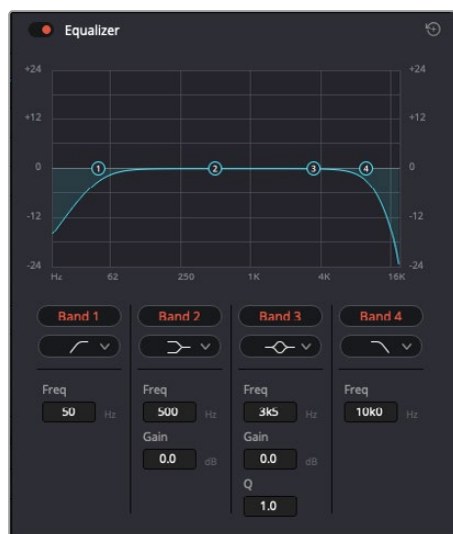 Equalizer
+24 +24
+12 +12
0 0
1 2 3 4
-12 -12
-24 -24
Hz 62 250 1K 4K 16K
Band 1 Band 2 Band 3 Band 4
Freq Freq Freq Freq
50 Hz 500 Hz 3k5 Hz 10k0 Hz
Gain Gain
0.0 dB 0.0 dB
Q
1.0